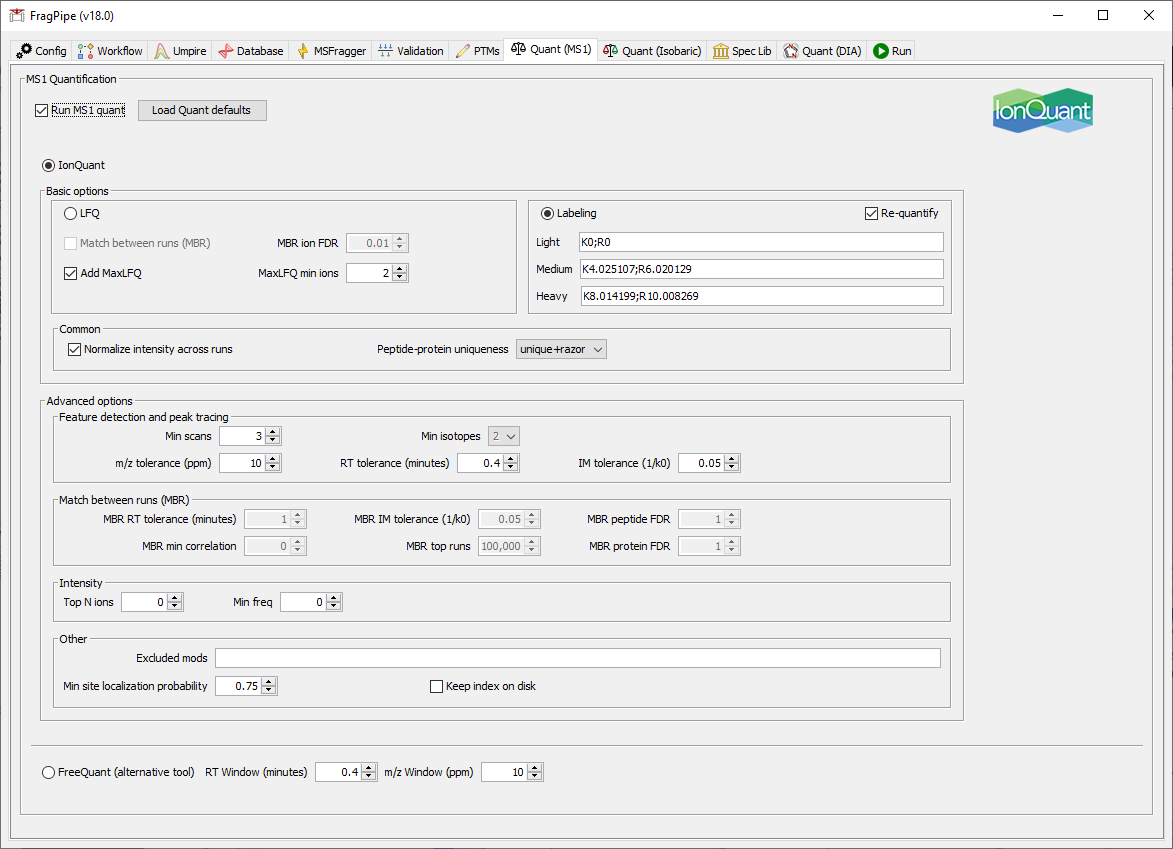 FragPipe (v18.0)
Config Workflow Umpire Database MSFragger Validation PTMs Quant (MS1) Quant (Isobaric) Spec Lib Quant (DIA) Run
MS1 Quantification
Run MS1 quant Load Quant defaults
IonQuant
IonQuant
Basic options
LFQ
Match between runs (MBR) MBR ion FDR 0.01
Add MaxLFQ MaxLFQ min ions 2
Labeling Re-quantify
Light K0;R0
Medium K4.025107;R6.020129
Heavy K8.014199;R10.008269
Common
Normalize intensity across runs Peptide-protein uniqueness unique+razor
Advanced options
Feature detection and peak tracing
Min scans 3 Min isotopes 2
m/z tolerance (ppm) 10 RT tolerance (minutes) 0.4 IM tolerance (1/k0) 0.05
Match between runs (MBR)
MBR RT tolerance (minutes) 1 MBR IM tolerance (1/k0) 0.05 MBR peptide FDR 1
MBR min correlation 0 MBR top runs 100,000 MBR protein FDR 1
Intensity
Top N ions 0 Min freq 0
Other
Excluded mods
Min site localization probability 0.75 Keep index on disk
FreeQuant (alternative tool) RT Window (minutes) 0.4 m/z Window (ppm) 10